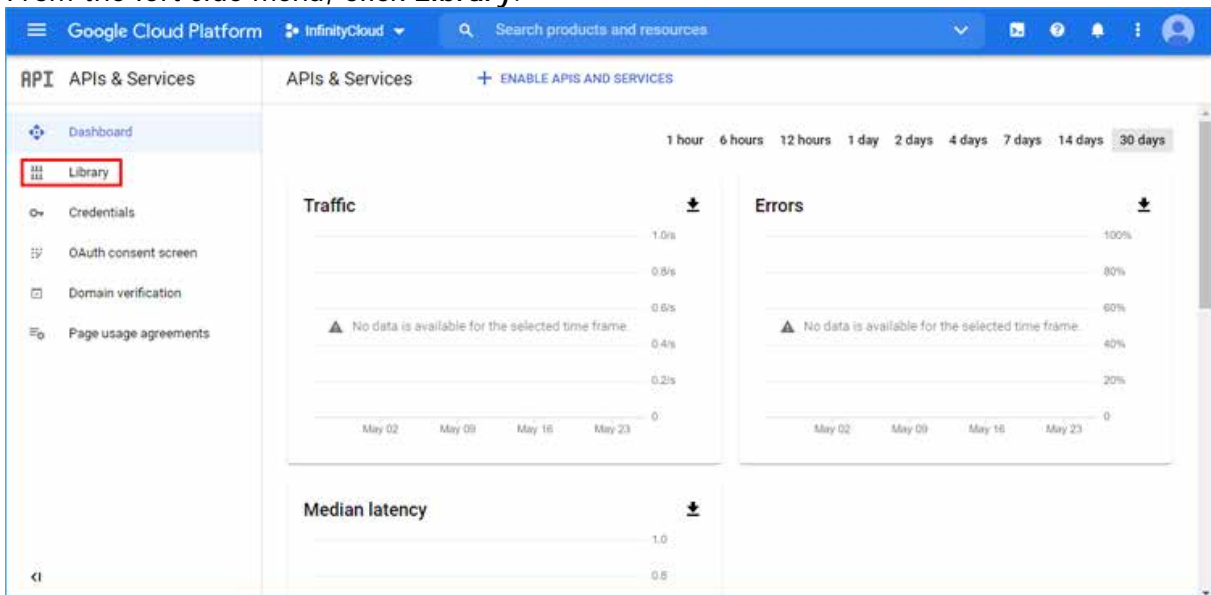 From the left side menu, click Library.
Google Cloud Platform InfinityCloud Search products and resources
API APIs & Services APIs & Services + ENABLE APIS AND SERVICES
Dashboard
1 hour 6 hours 12 hours 1 day 2 days 4 days 7 days 14 days 30 days
Library
Credentials
OAuth consent screen
Domain verification
Page usage agreements
Traffic
1.0/s
0.8/s
0.6/s
No data is available for the selected time frame.
0.4/s
0.2/s
0
May 02 May 09 May 16 May 23
Errors
100%
80%
60%
No data is available for the selected time frame.
40%
20%
0
May 02 May 09 May 16 May 23
Median latency
1.0
0.8